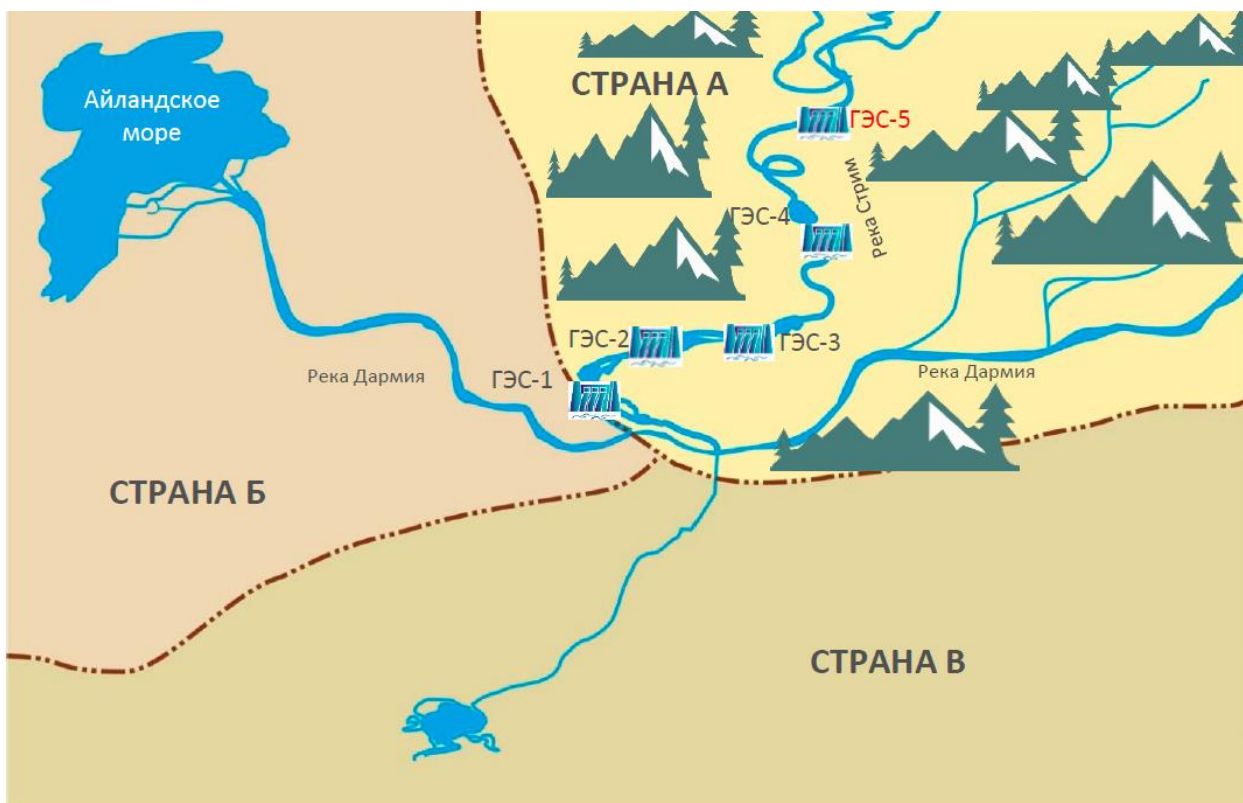 СТРАНА А
Айландское
море
ГЭС-5
Река Стрим
ГЭС-4
ГЭС-2
ГЭС-3
Река Дармия
ГЭС-1
Река Дармия
СТРАНА Б
СТРАНА В